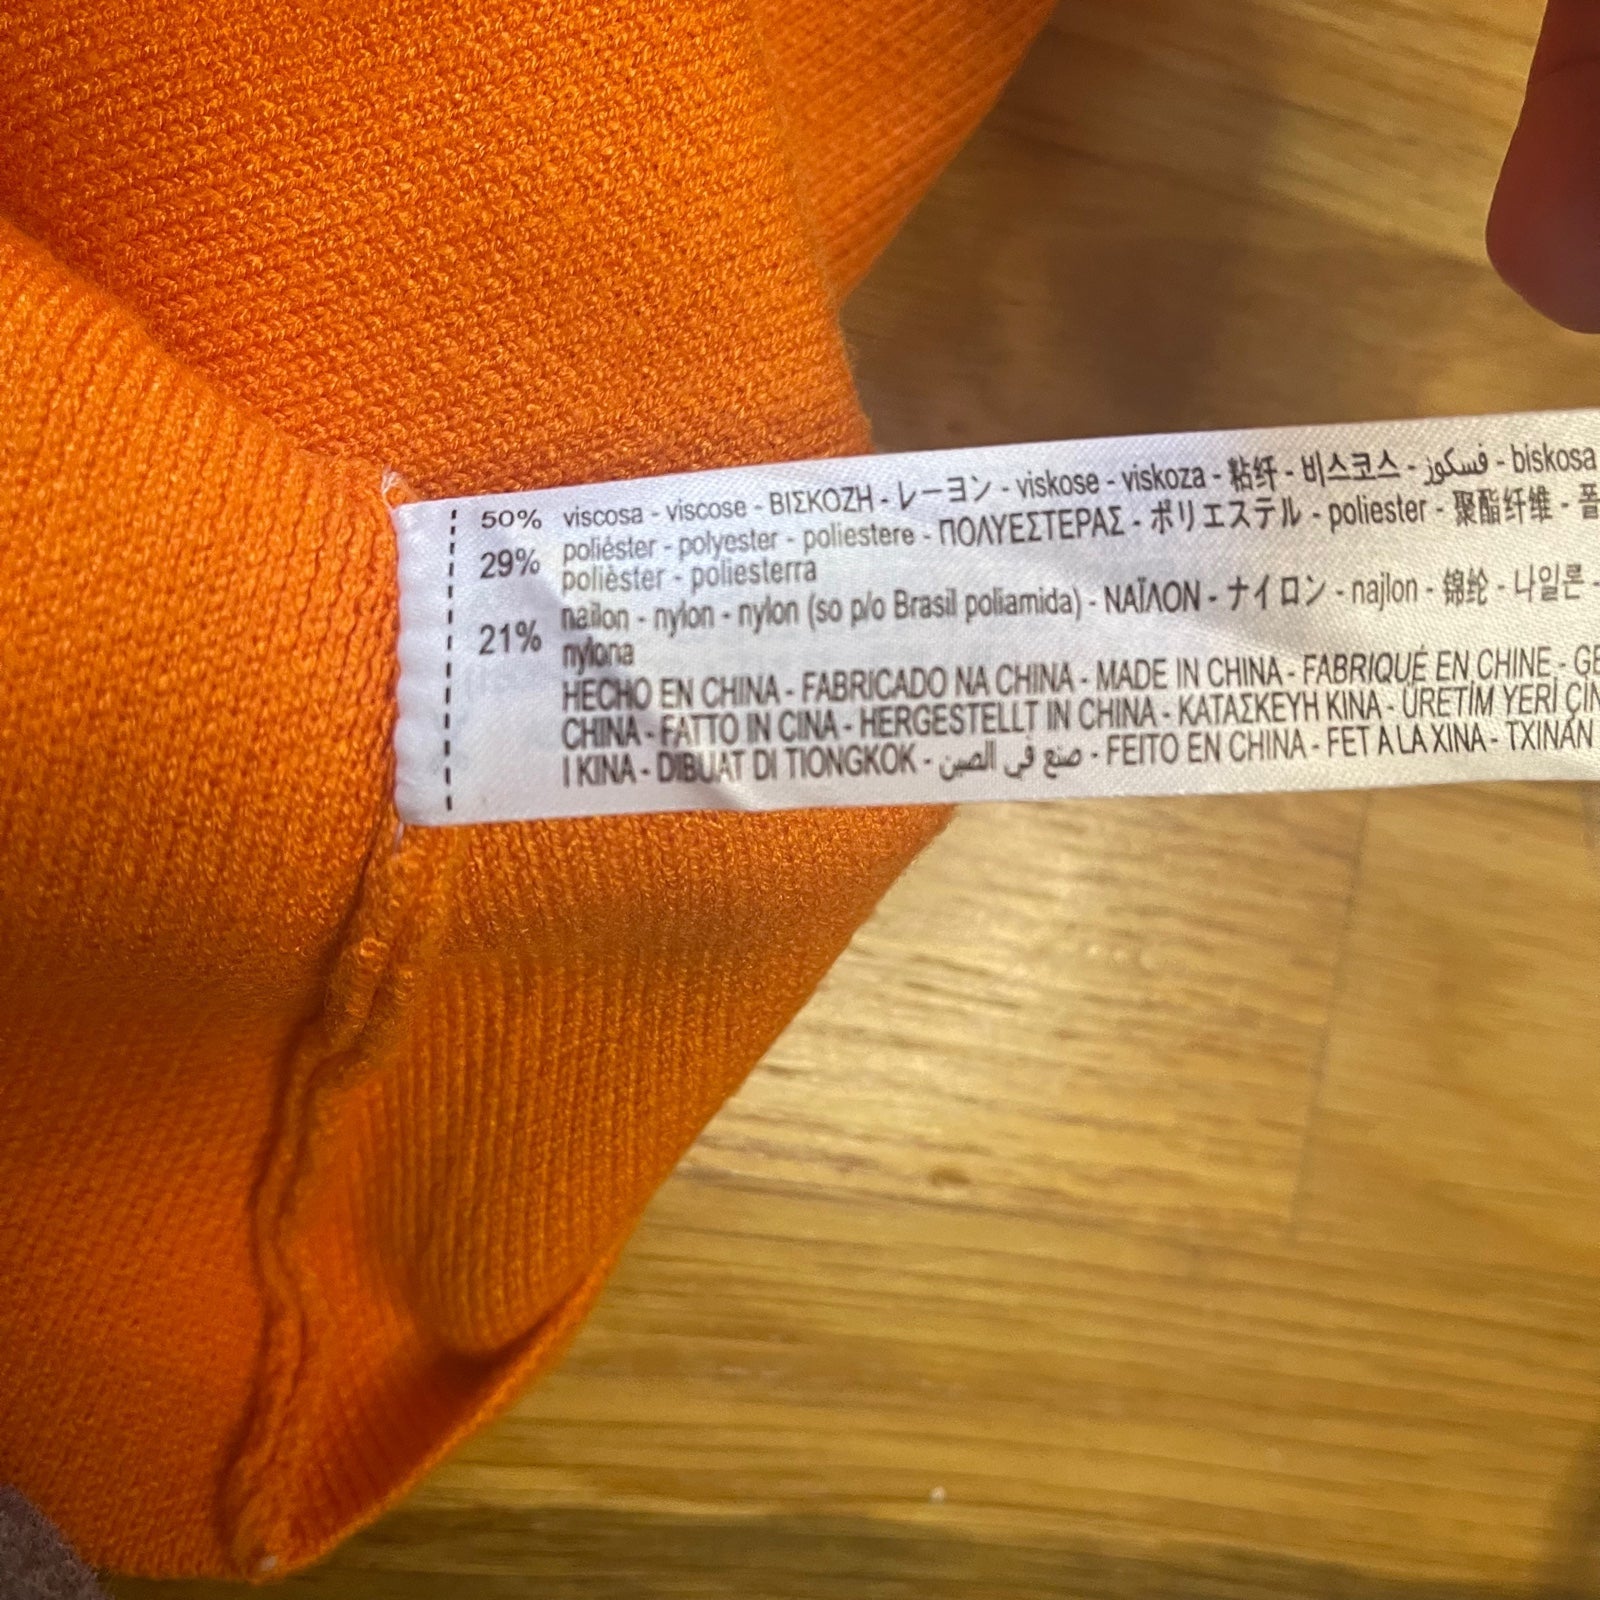 50% viscosa - viscose - ΒΙΣΚΟΖΗ - レーヨン - viskose - viskoza - 粘纤 - 비스코스 - فسكوز - biskosa
29% poliéster - polyester - poliestere - ΠΟΛΥΕΣΤΕΡΑΣ - ポリエステル - poliester - 聚酯纤维 - 폴
polièster - poliesterra
21% nailon - nylon - nylon (so p/o Brasil poliamida) - ΝΑΪΛΟΝ - ナイロン - najlon - 锦纶 - 나일론 -
nylona
HECHO EN CHINA - FABRICADO NA CHINA - MADE IN CHINA - FABRIQUÉ EN CHINE - GE
CHINA - FATTO IN CINA - HERGESTELLT IN CHINA - ΚΑΤΑΣΚΕΥΗ ΚΙΝΑ - ÜRETİM YERİ ÇİN
I KINA - DIBUAT DI TIONGKOK - صنع في الصين - FEITO EN CHINA - FET A LA XINA - TXINAN